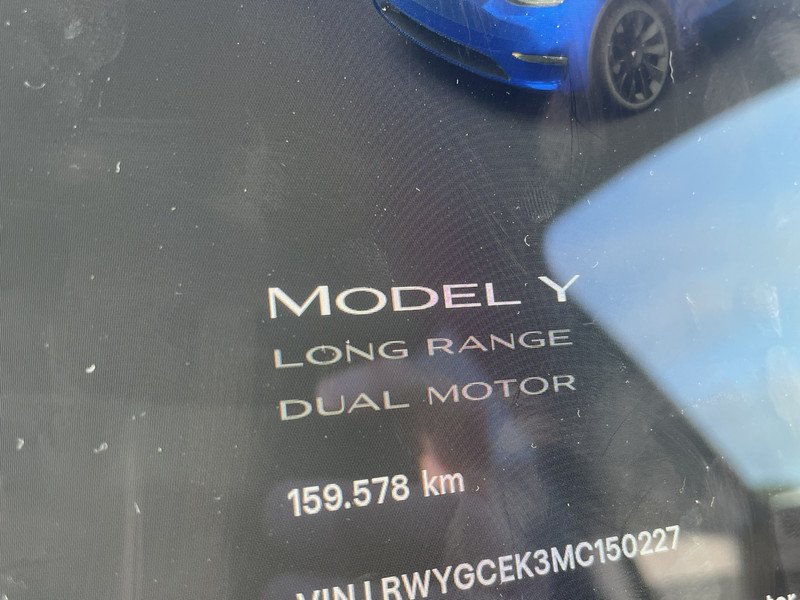 MODEL Y
LONG RANGE
DUAL MOTOR
159.578 km
VIN LRWYGCEK3MC150227